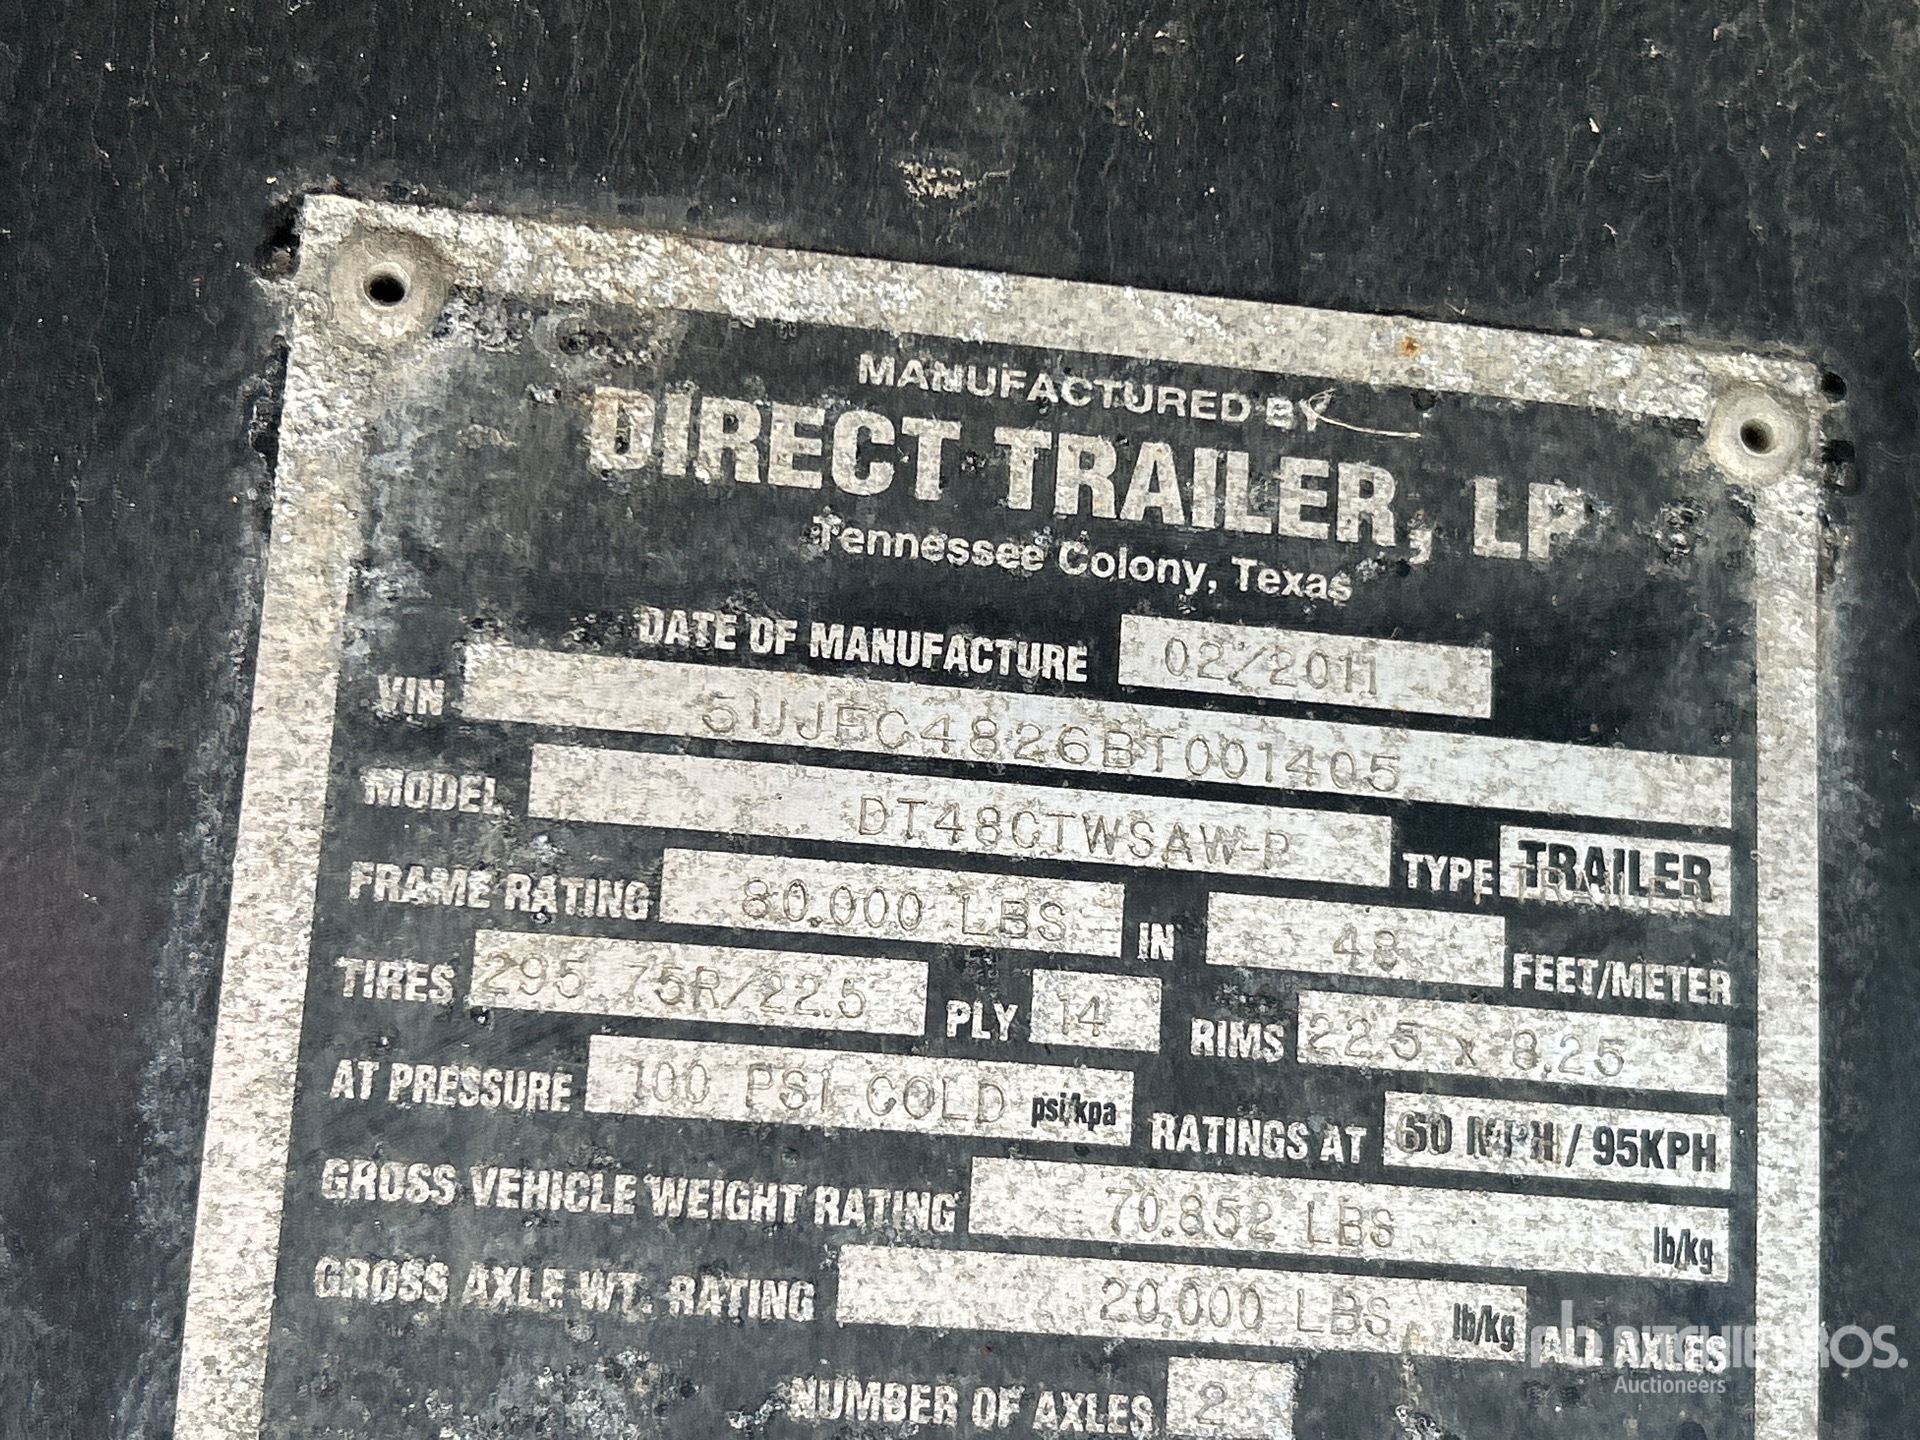 MANUFACTURED BY
DIRECT TRAILER, LP
Tennessee Colony, Texas
DATE OF MANUFACTURE 02/2011
VIN 5UJEC4826BT001405
MODEL DT48CTWSAW-P TYPE TRAILER
FRAME RATING 80.000 LBS IN 48 FEET/METER
TIRES 295 75R/22.5 PLY 14 RIMS 22.5 x 8.25
AT PRESSURE 100 PSI COLD psi/kpa RATINGS AT 60 MPH / 95KPH
GROSS VEHICLE WEIGHT RATING 70.852 LBS lb/kg
GROSS AXLE WT. RATING 20.000 LBS lb/kg ALL AXLES
NUMBER OF AXLES 2
rb RITCHIE BROS.
Auctioneers